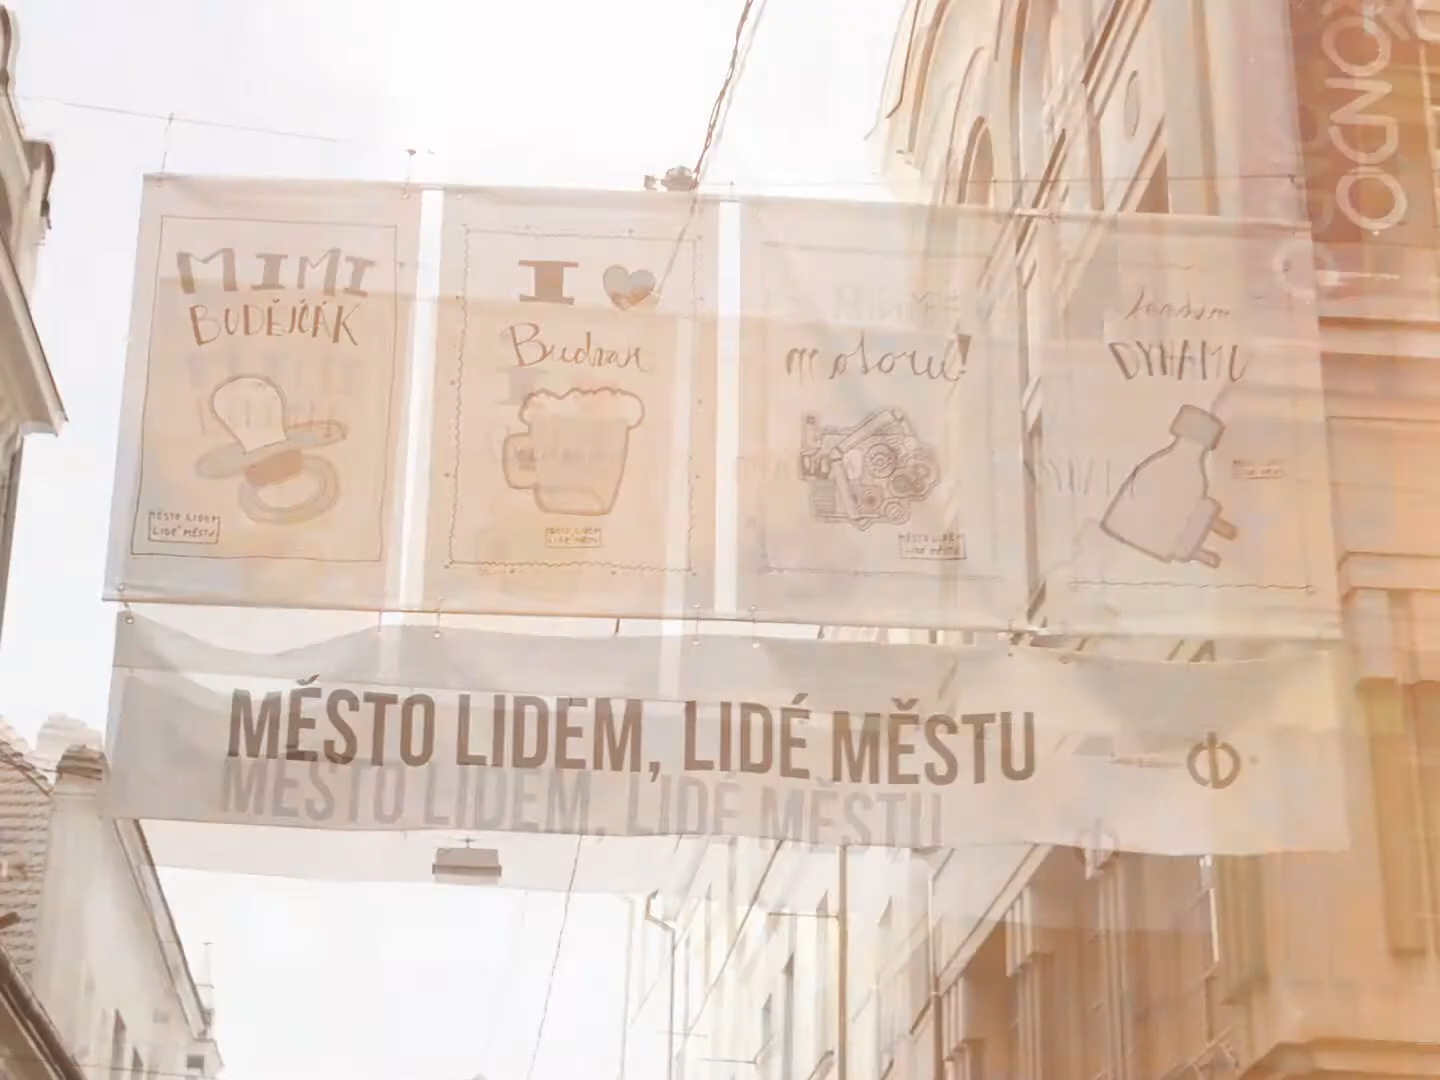 MIMI
BUDĚJČÁK
MĚSTO LIDEM
LIDÉ MĚSTU
I
Budvar
MĚSTO LIDEM
LIDÉ MĚSTU
motoru!
MĚSTO LIDEM
LIDÉ MĚSTU
DYNAMU
MĚSTO LIDEM, LIDÉ MĚSTU